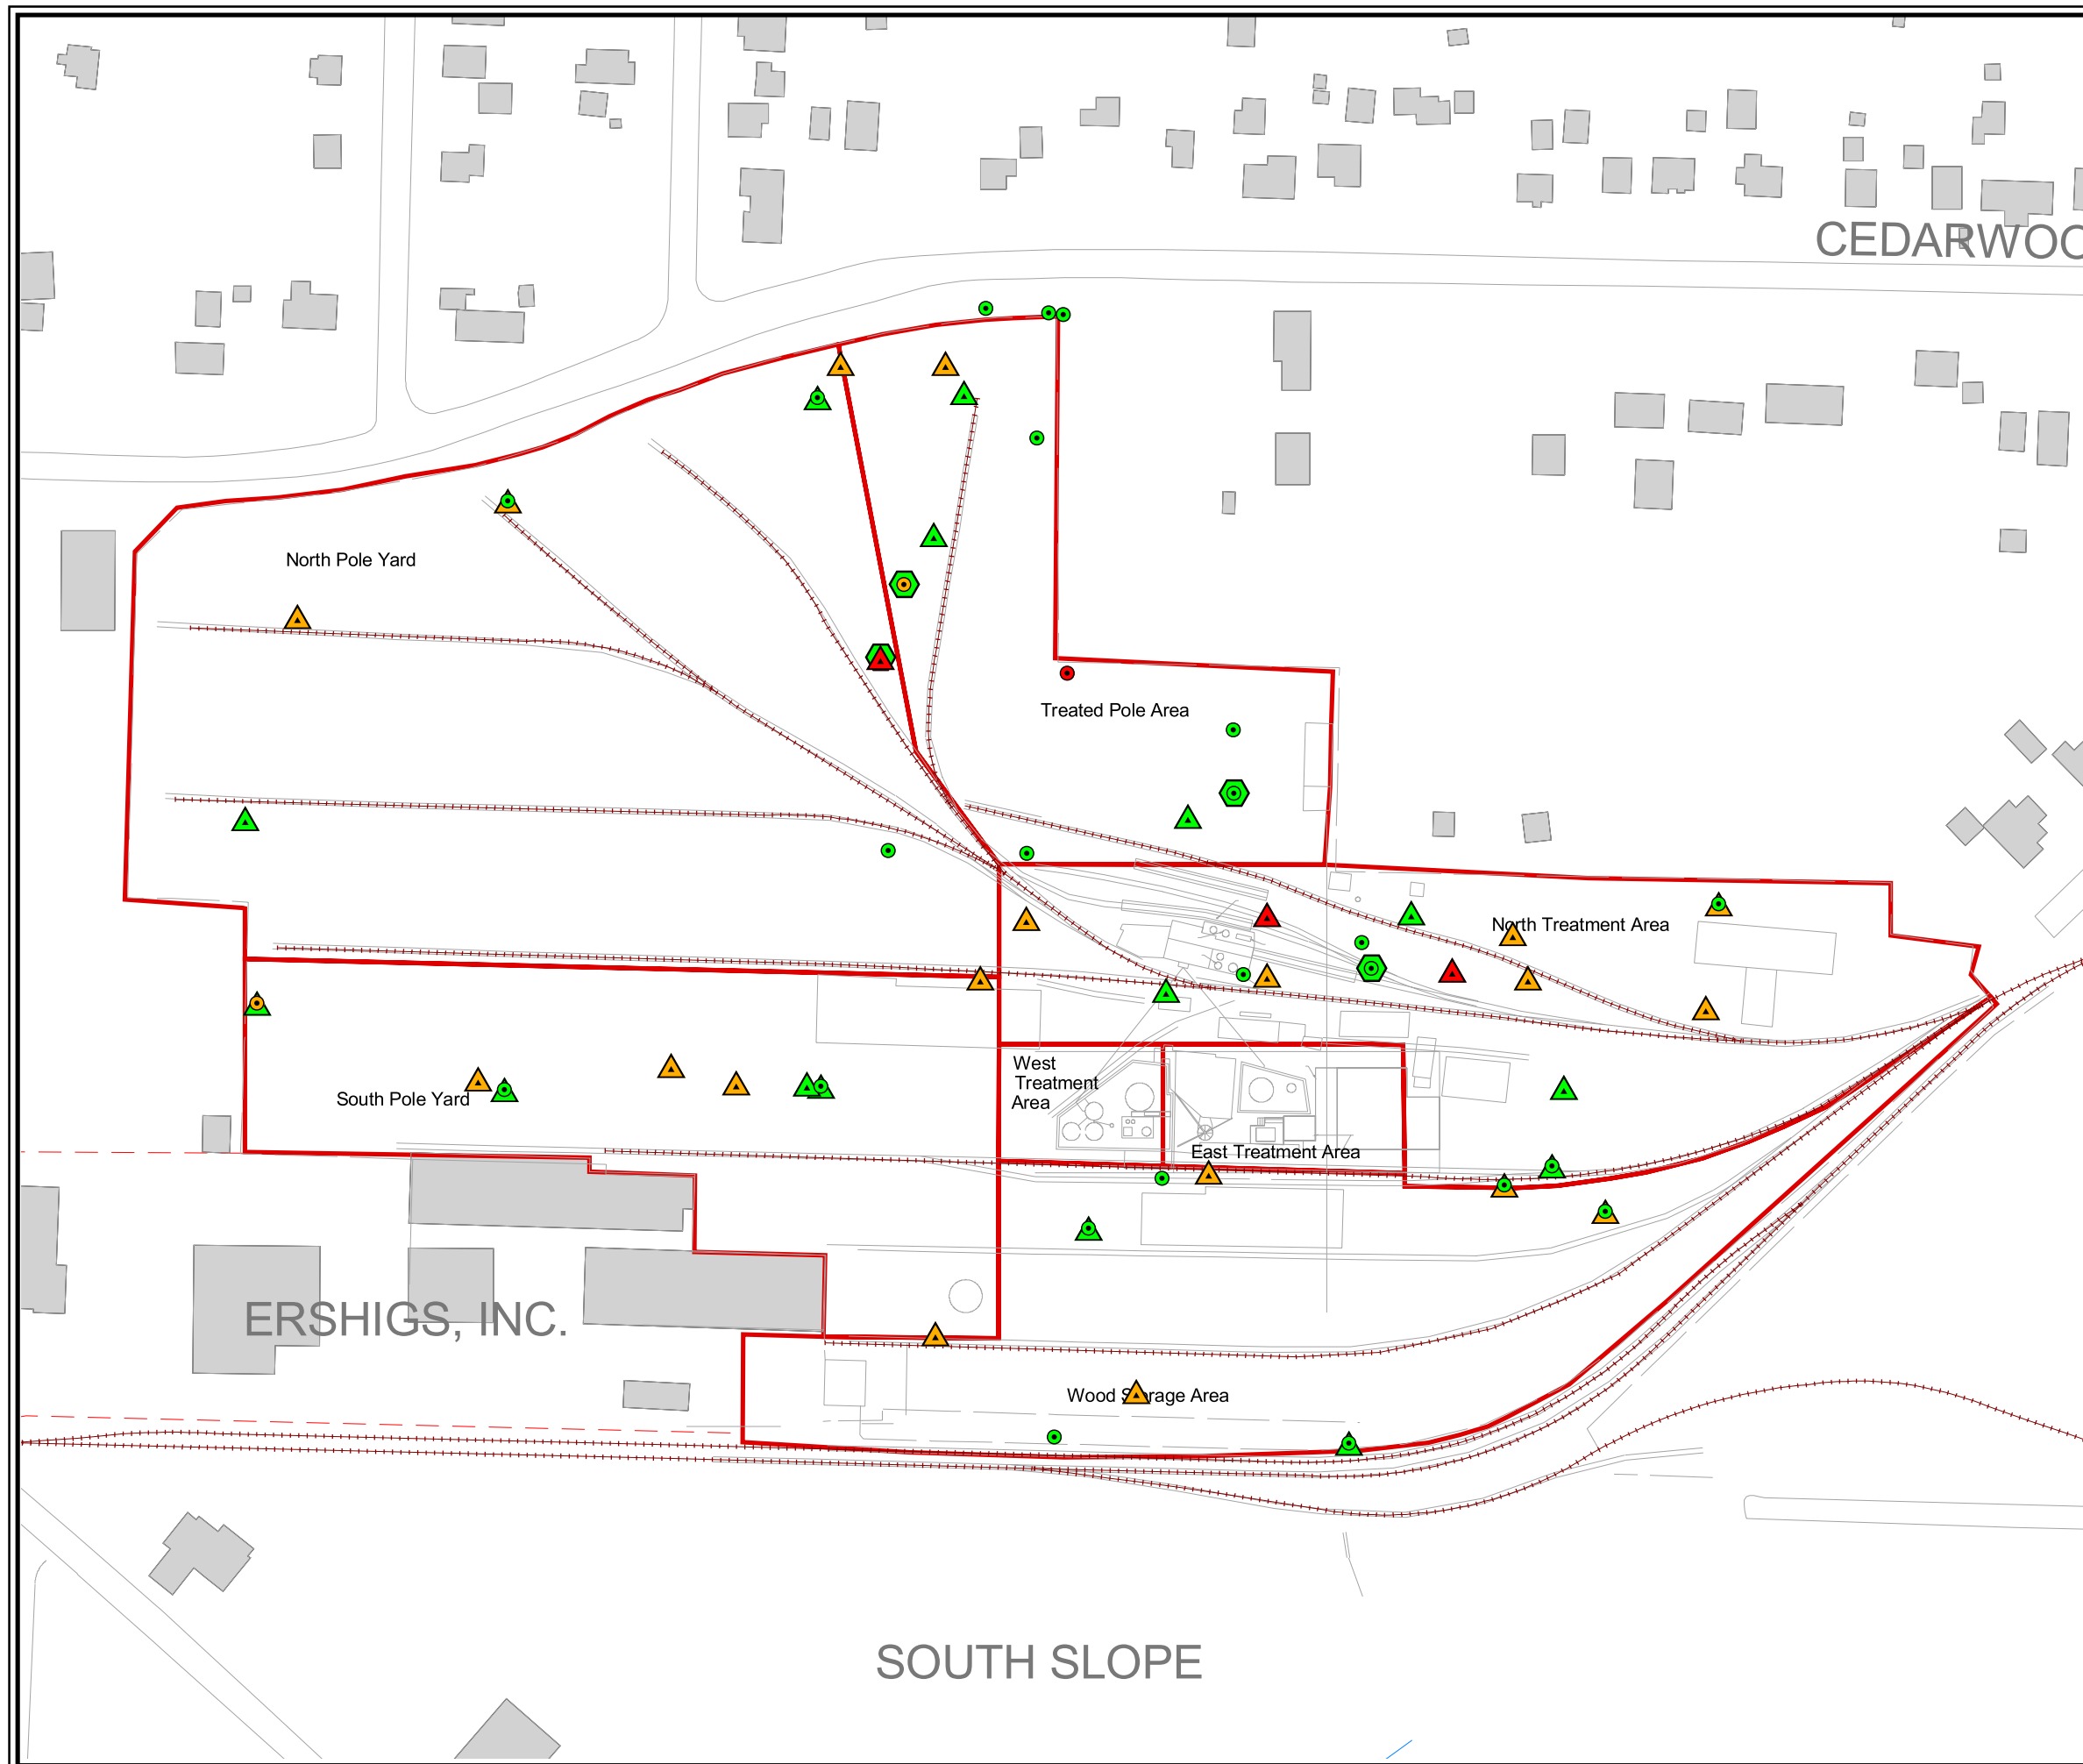 CEDARWOO
North Pole Yard
Treated Pole Area
North Treatment Area
West
Treatment
Area
South Pole Yard
East Treatment Area
ERSHIGS, INC.
Wood Storage Area
SOUTH SLOPE